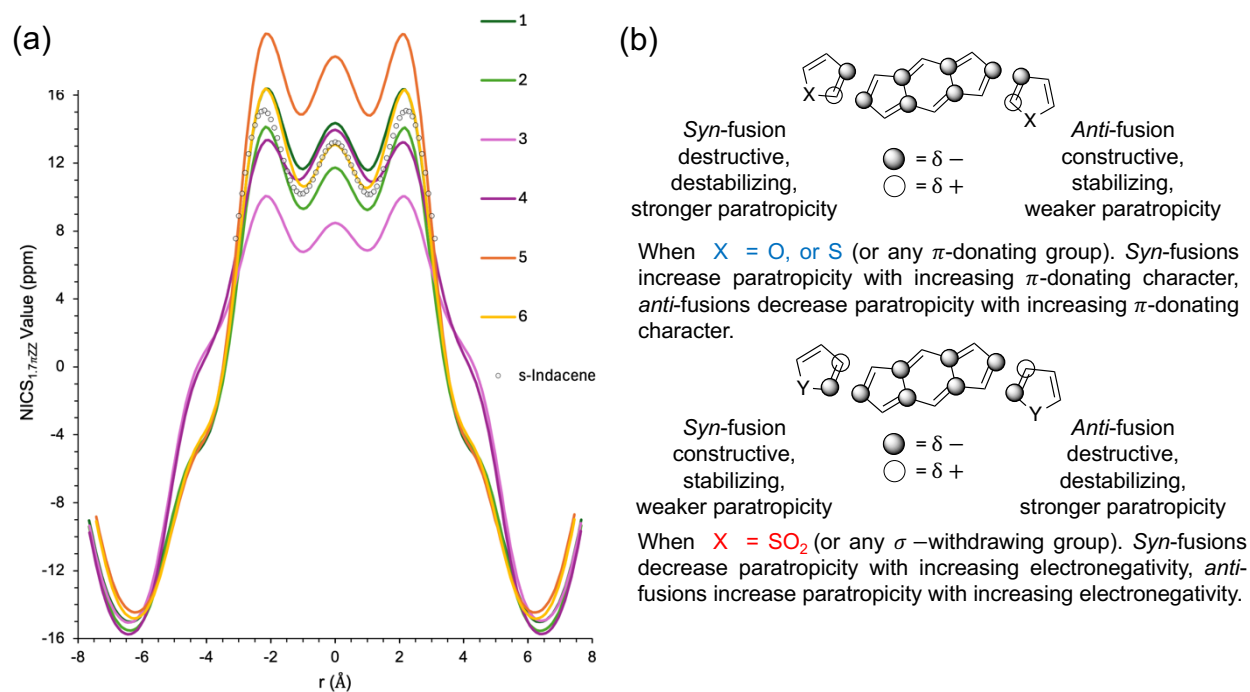 (a)
NICS1.7πZZ Value (ppm)
16
12
8
4
0
-4
-8
-12
-16
-8
-6
-4
-2
0
2
4
6
8
r (Å)
1
2
3
4
5
6
s-Indacene
(b)
X
X
Syn-fusion
destructive,
destabilizing,
stronger paratropicity
= δ −
= δ +
Anti-fusion
constructive,
stabilizing,
weaker paratropicity
When X = O, or S (or any π-donating group). Syn-fusions
increase paratropicity with increasing π-donating character,
anti-fusions decrease paratropicity with increasing π-donating
character.
Y
Y
Syn-fusion
constructive,
stabilizing,
weaker paratropicity
= δ −
= δ +
Anti-fusion
destructive,
destabilizing,
stronger paratropicity
When X = SO2 (or any σ −withdrawing group). Syn-fusions
decrease paratropicity with increasing electronegativity, anti-
fusions increase paratropicity with increasing electronegativity.